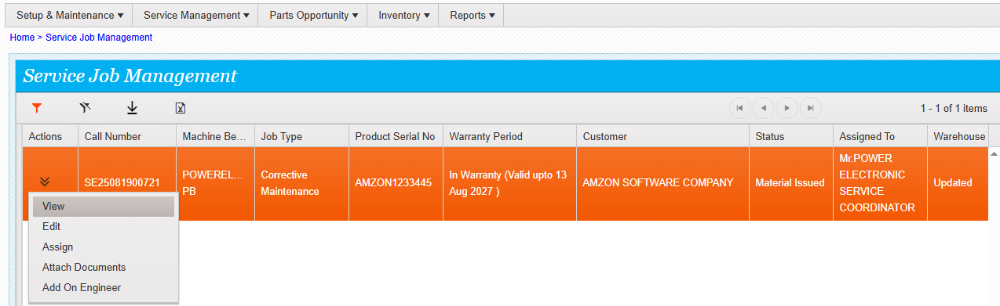 Setup & Maintenance Service Management Parts Opportunity Inventory Reports
Home > Service Job Management
Service Job Management
1 - 1 of 1 items
Actions Call Number Machine Be... Job Type Product Serial No Warranty Period Customer Status Assigned To Warehouse
SE25081900721
POWEREL...
PB
Corrective
Maintenance
AMZON1233445
In Warranty (Valid upto 13
Aug 2027 )
AMZON SOFTWARE COMPANY
Material Issued
Mr.POWER
ELECTRONIC
SERVICE
COORDINATOR
Updated
View
Edit
Assign
Attach Documents
Add On Engineer